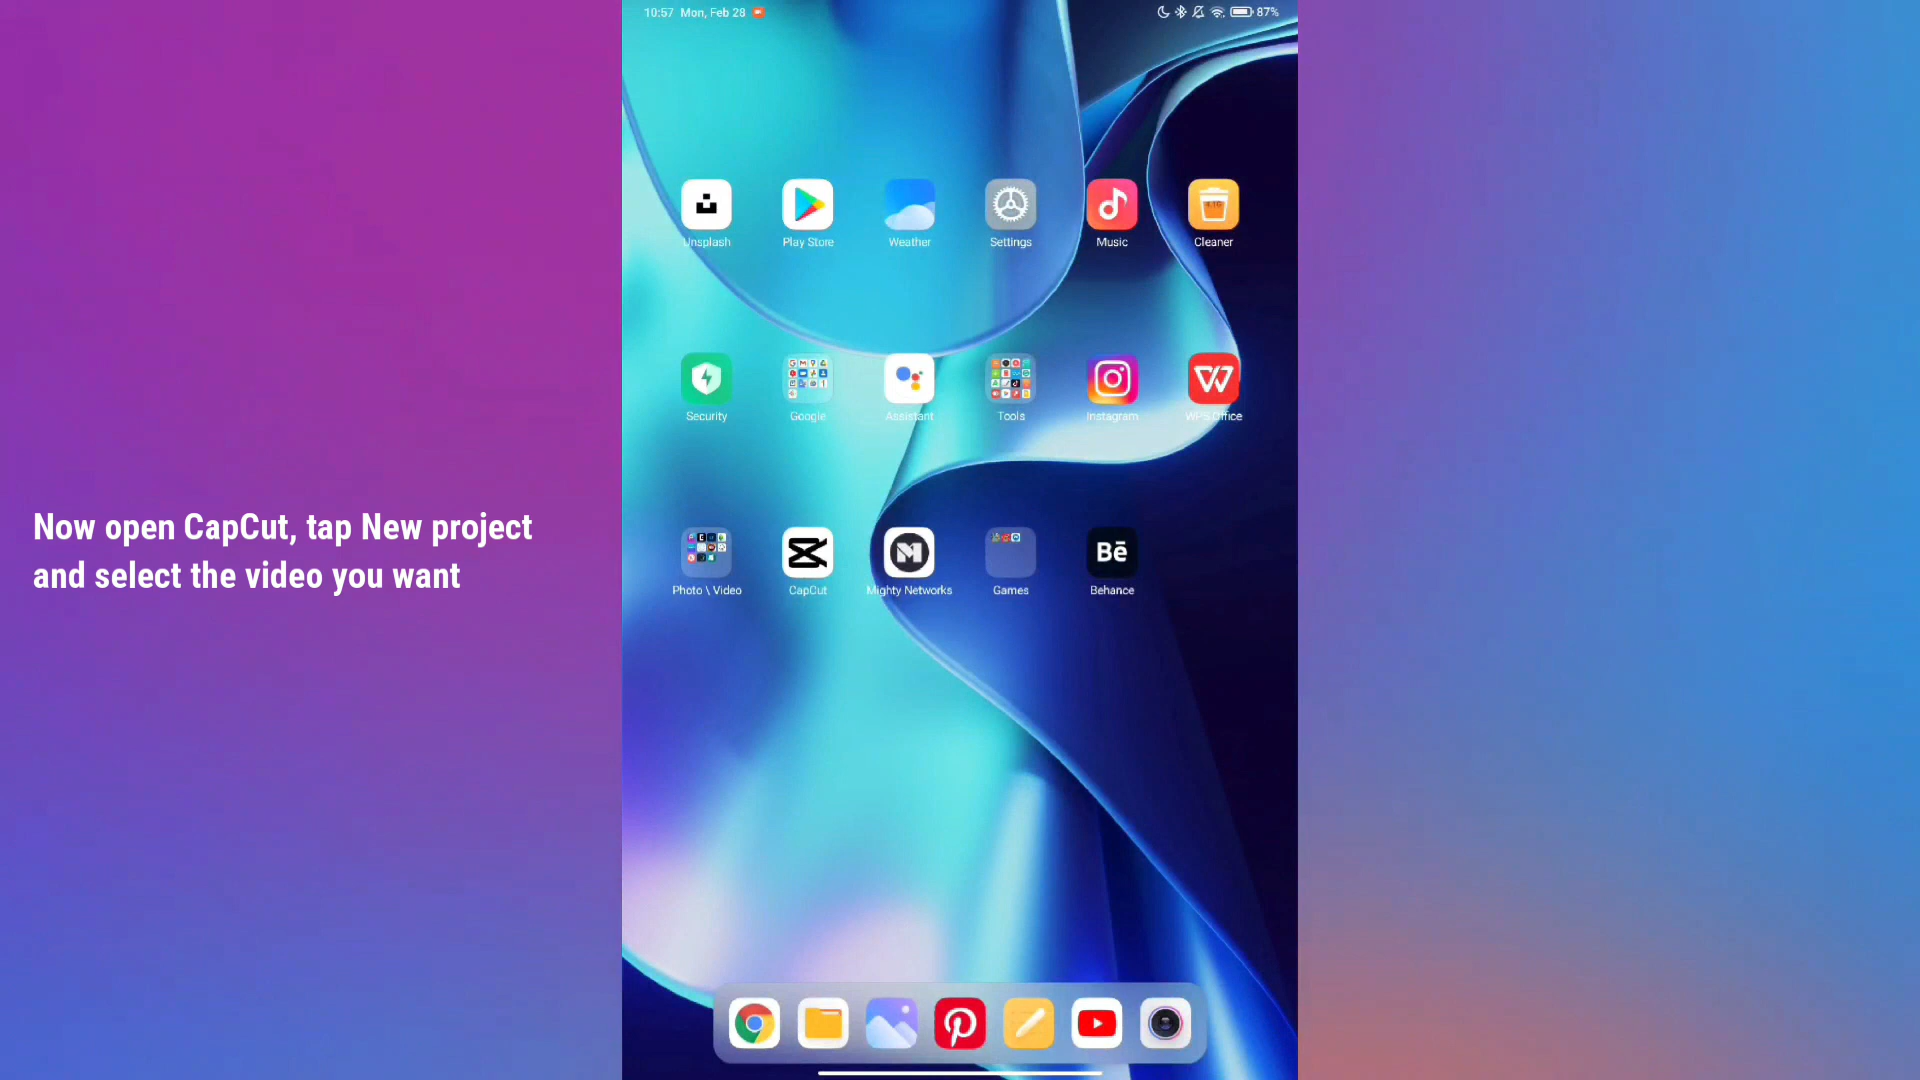 10:57 Mon, Feb 28
87%
Unsplash
Play Store
Weather
Settings
Music
Cleaner
Security
Google
Assistant
Tools
Instagram
WPS Office
Now open CapCut, tap New project
and select the video you want
Photo \ Video
CapCut
Mighty Networks
Games
Bē
Behance